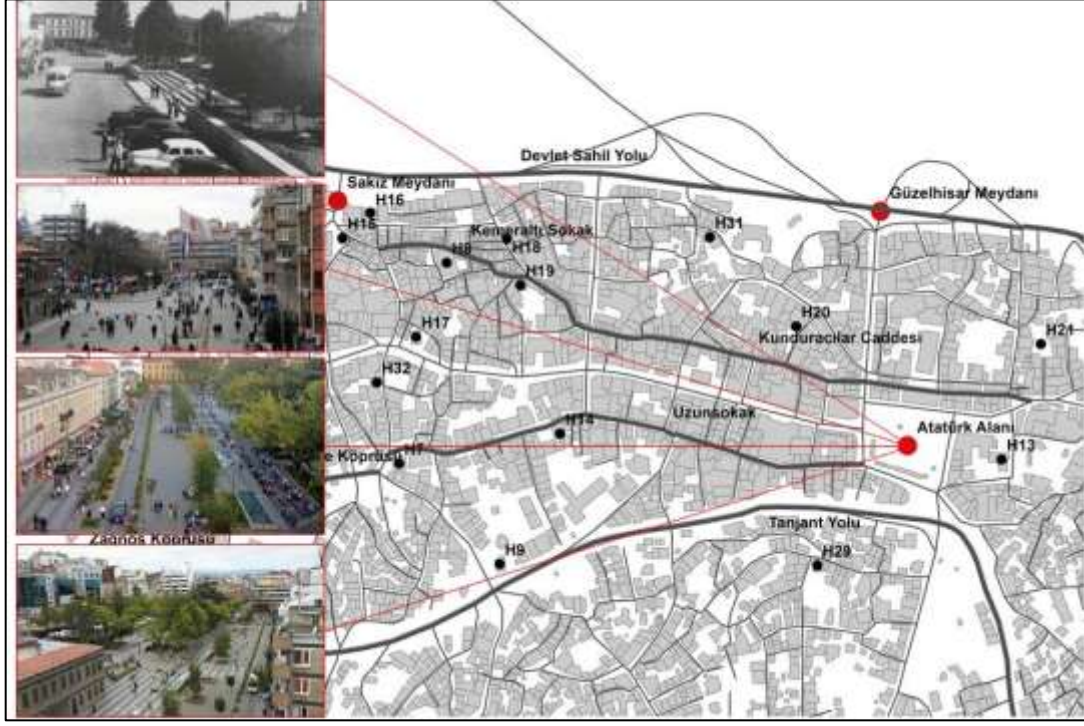 Devlet Sahil Yolu
Sakız Meydanı
Güzelhisar Meydanı
H16
H15
Kemeraltı Sokak
H18
H31
H8
H19
H20
Kunduracılar Caddesi
H21
H17
H32
Uzunsokak
Atatürk Alanı
H14
H13
e Köprüsü
H7
Tanjant Yolu
Zağnos Köprüsü
H9
H29